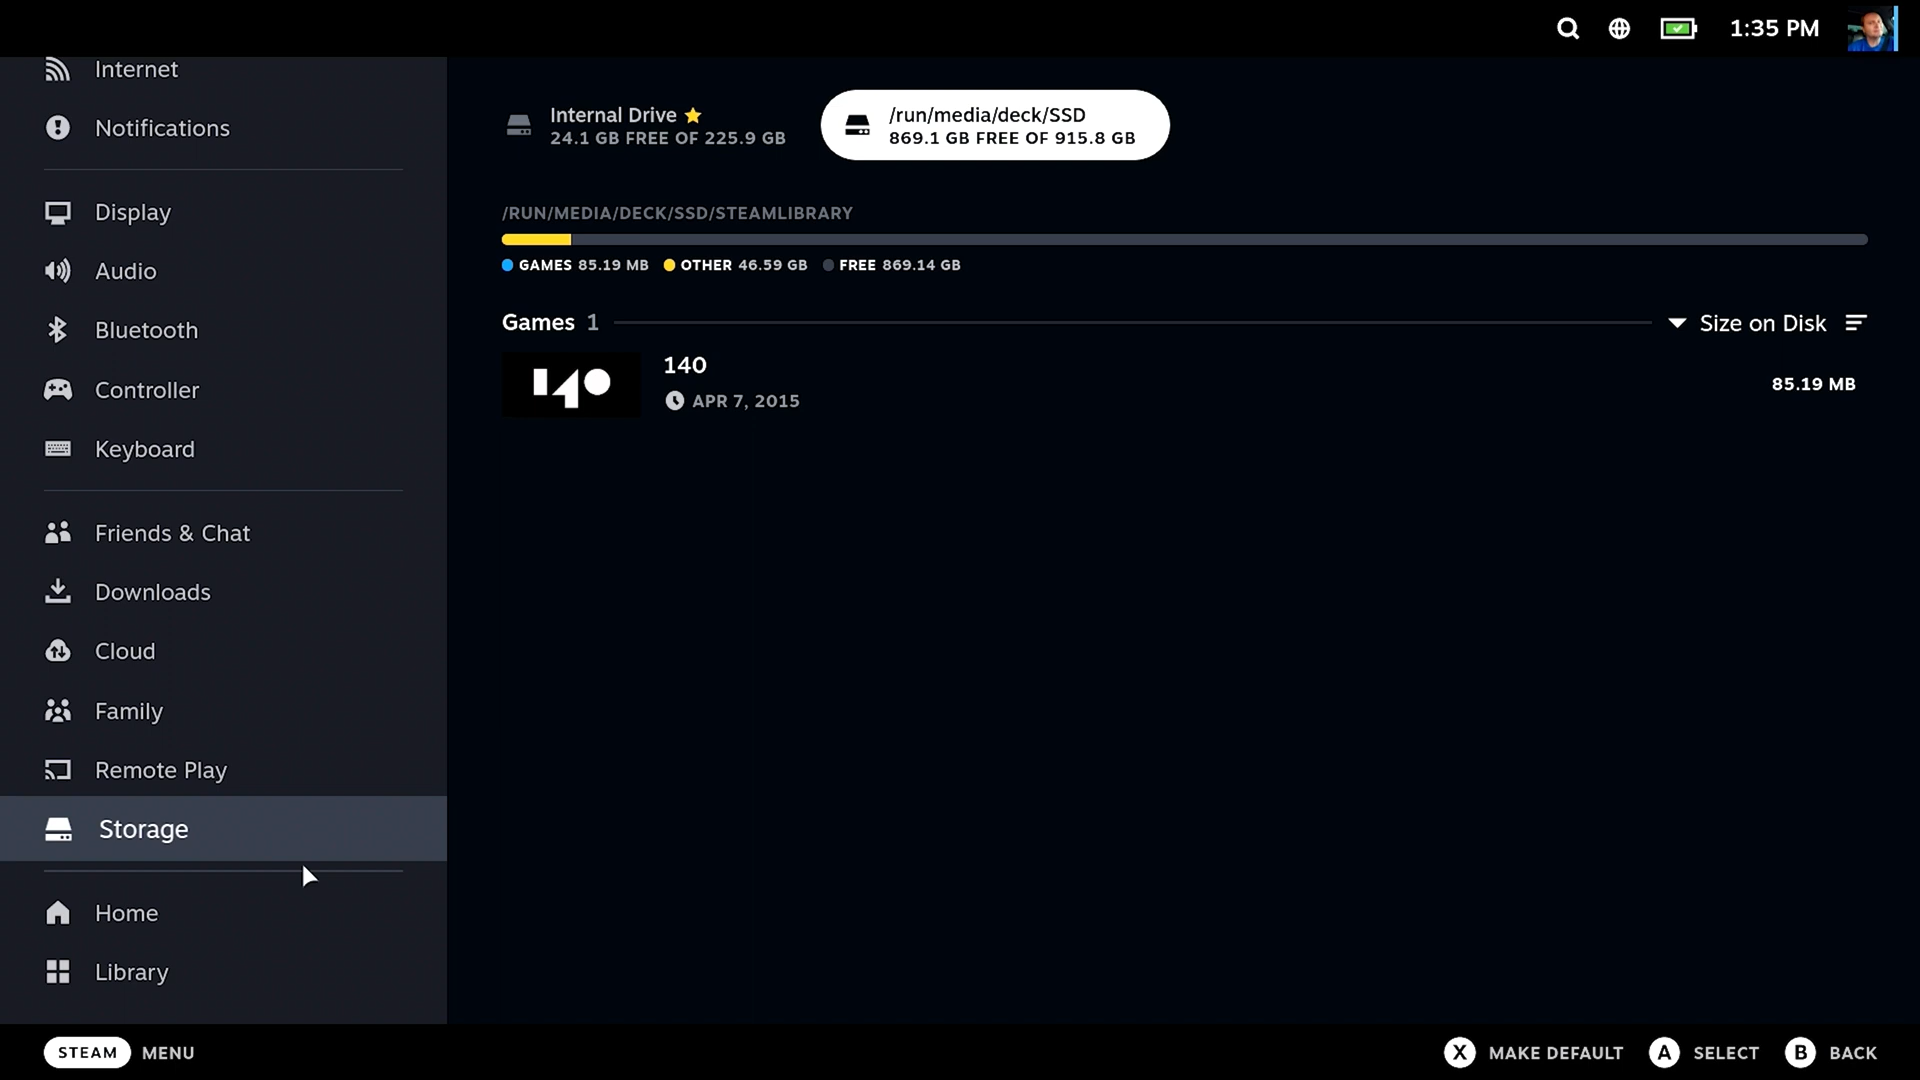 1:35 PM
Internet
Notifications
Display
Audio
Bluetooth
Controller
Keyboard
Friends & Chat
Downloads
Cloud
Family
Remote Play
Storage
Home
Library
Internal Drive
24.1 GB FREE OF 225.9 GB
/run/media/deck/SSD
869.1 GB FREE OF 915.8 GB
/RUN/MEDIA/DECK/SSD/STEAMLIBRARY
GAMES 85.19 MB OTHER 46.59 GB FREE 869.14 GB
Games 1
Size on Disk
140
140
APR 7, 2015
85.19 MB
STEAM MENU
X MAKE DEFAULT A SELECT B BACK